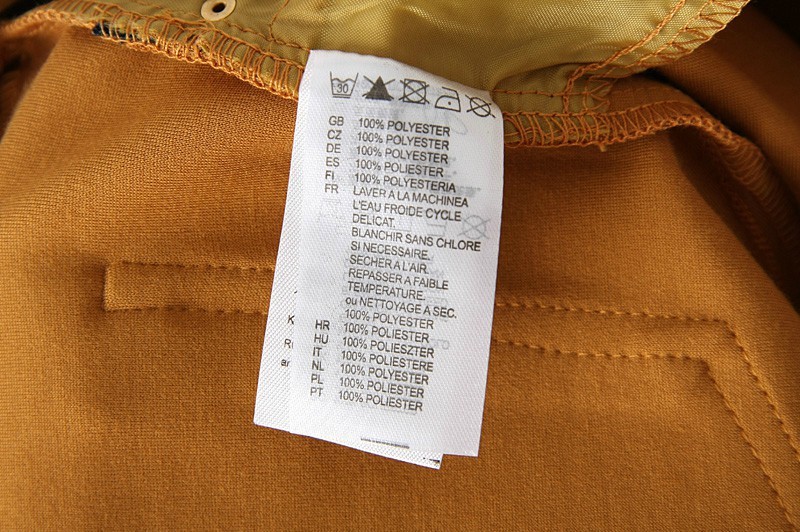 30
GB 100% POLYESTER
CZ 100% POLYESTER
DE 100% POLYESTER
ES 100% POLIESTER
FI 100% POLYESTERIA
FR LAVER A LA MACHINEA
L'EAU FROIDE CYCLE
DELICAT.
BLANCHIR SANS CHLORE
SI NECESSAIRE.
SECHER A L'AIR.
REPASSER A FAIBLE
TEMPERATURE.
ou NETTOYAGE A SEC.
100% POLYESTER
HR 100% POLIESTER
HU 100% POLIESZTER
IT 100% POLIESTERE
NL 100% POLYESTER
PL 100% POLIESTER
PT 100% POLIESTER